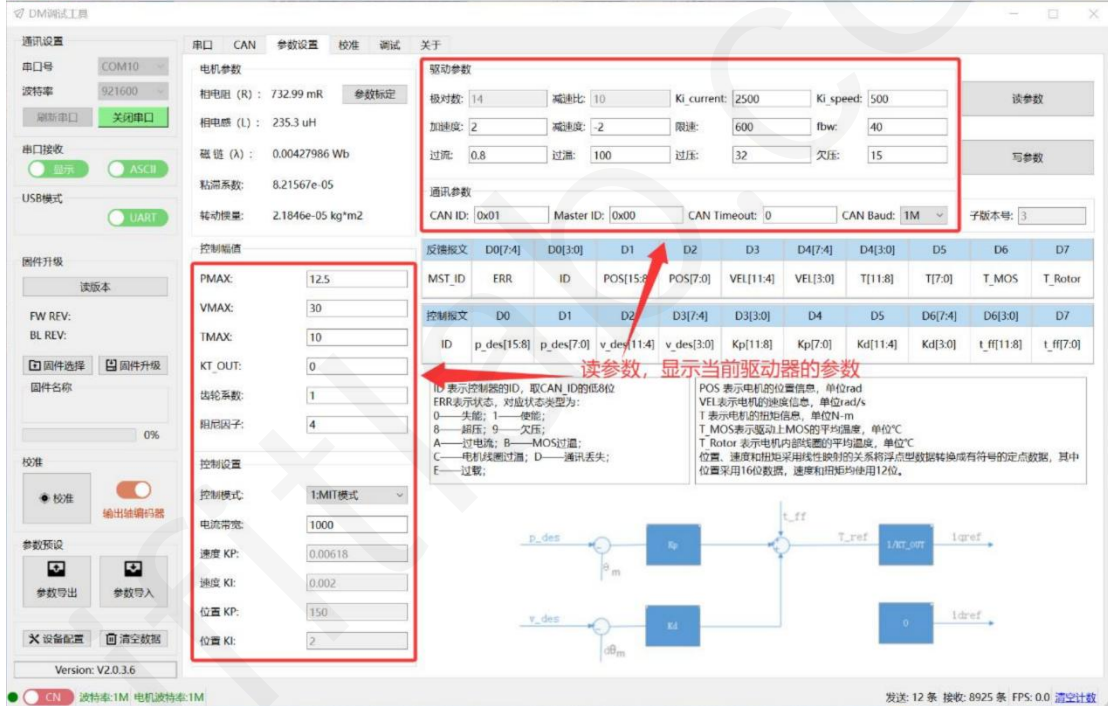 DM调试工具
通讯设置
串口号 COM10
波特率 921600
刷新串口 关闭串口
串口接收
显示 ASCII
USB模式
UART
固件升级
读版本
FW REV:
BL REV:
固件选择 固件升级
固件名称
0%
校准
校准 输出轴编码器
参数预设
参数导出 参数导入
设备配置 清空数据
Version: V2.0.3.6
串口 CAN 参数设置 校准 调试 关于
电机参数
相电阻 (R) : 732.99 mR 参数标定
相电感 (L) : 235.3 uH
磁 链 (λ) : 0.00427986 Wb
粘滞系数: 8.21567e-05
转动惯量: 2.1846e-05 kg*m2
控制幅值
PMAX: 12.5
VMAX: 30
TMAX: 10
KT_OUT: 0
齿轮系数: 1
阻尼因子: 4
控制设置
控制模式: 1:MIT模式
电流带宽: 1000
速度 KP: 0.00618
速度 KI: 0.002
位置 KP: 150
位置 KI: 2
驱动参数
极对数: 14 减速比: 10 Ki_current: 2500 Ki_speed: 500
加速度: 2 减速度: -2 限速: 600 fbw: 40
过流: 0.8 过温: 100 过压: 32 欠压: 15
通讯参数
CAN ID: 0x01 Master ID: 0x00 CAN Timeout: 0 CAN Baud: 1M 子版本号: 3
读参数
写参数
反馈报文 D0[7:4] D0[3:0] D1 D2 D3 D4[7:4] D4[3:0] D5 D6 D7
MST_ID ERR ID POS[15:8] POS[7:0] VEL[11:4] VEL[3:0] T[11:8] T[7:0] T_MOS T_Rotor
控制报文 D0 D1 D2 D3[7:4] D3[3:0] D4 D5 D6[7:4] D6[3:0] D7
ID p_des[15:8] p_des[7:0] v_des[11:4] v_des[3:0] Kp[11:8] Kp[7:0] Kd[11:4] Kd[3:0] t_ff[11:8] t_ff[7:0]
读参数，显示当前驱动器的参数
ID 表示控制器的ID，取CAN_ID的低8位
ERR表示状态，对应状态类型为：
0——失能；1——使能；
8——超压；9——欠压；
A——过电流；B——MOS过温；
C——电机线圈过温；D——通讯丢失；
E——过载；
POS 表示电机的位置信息，单位rad
VEL表示电机的速度信息，单位rad/s
T 表示电机的扭矩信息，单位N-m
T_MOS表示驱动上MOS的平均温度，单位℃
T_Rotor 表示电机内部线圈的平均温度，单位℃
位置、速度和扭矩采用线性映射的关系将浮点型数据转换成有符号的定点数据，其中
位置采用16位数据，速度和扭矩均使用12位。
t_ff
p_des Kp T_ref 1/KT_OUT iqref
θm
v_des Kd 0 idref
dθm
CN 波特率:1M 电机波特率:1M
发送: 12 条 接收: 8925 条 FPS: 0.0 清空计数